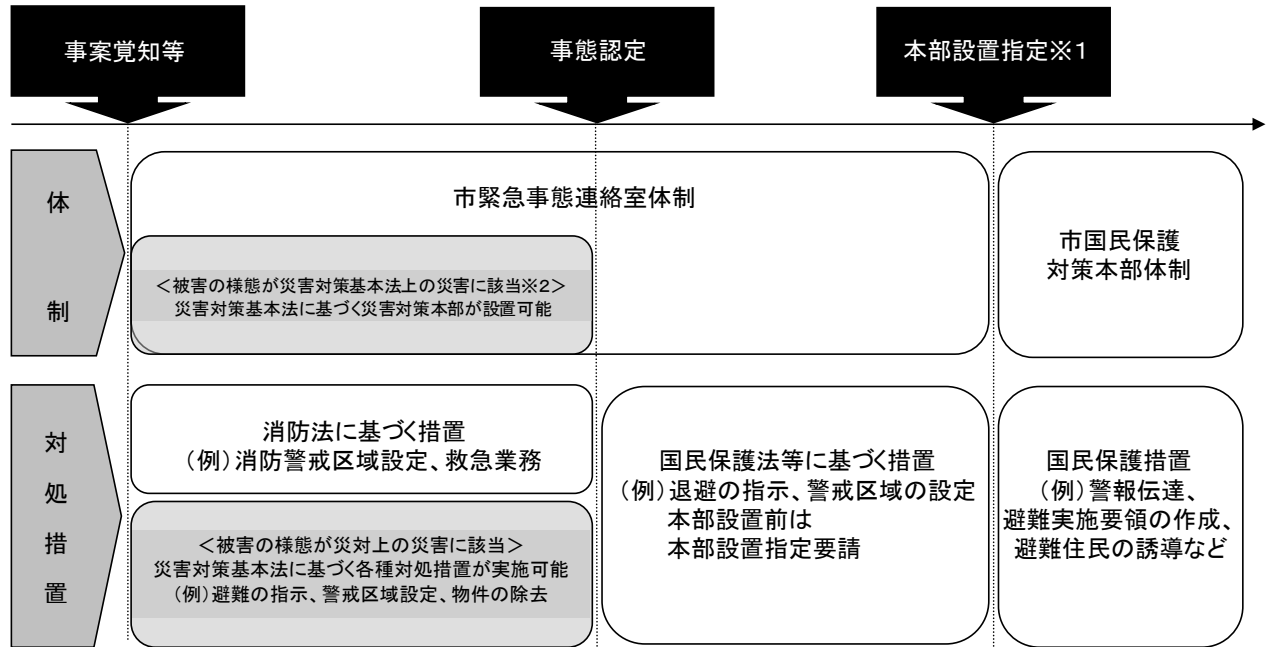 事案覚知等
事態認定
本部設置指定※1
体制
市緊急事態連絡室体制
＜被害の様態が災害対策基本法上の災害に該当※2＞
災害対策基本法に基づく災害対策本部が設置可能
市国民保護
対策本部体制
対処措置
消防法に基づく措置
（例）消防警戒区域設定、救急業務
＜被害の様態が災対上の災害に該当＞
災害対策基本法に基づく各種対処措置が実施可能
（例）避難の指示、警戒区域設定、物件の除去
国民保護法等に基づく措置
（例）退避の指示、警戒区域の設定
本部設置前は
本部設置指定要請
国民保護措置
（例）警報伝達、
避難実施要領の作成、
避難住民の誘導など